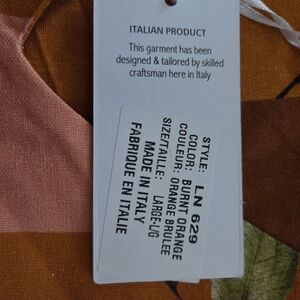 ITALIAN PRODUCT
This garment has been
designed & tailored by skilled
craftsman here in Italy
STYLE: LN 629
COLOR: BURNT ORANGE
COULEUR: ORANGE BRULEE
SIZE/TAILLE: LARGE-L/G
MADE IN ITALY
FABRIQUE EN ITALIE